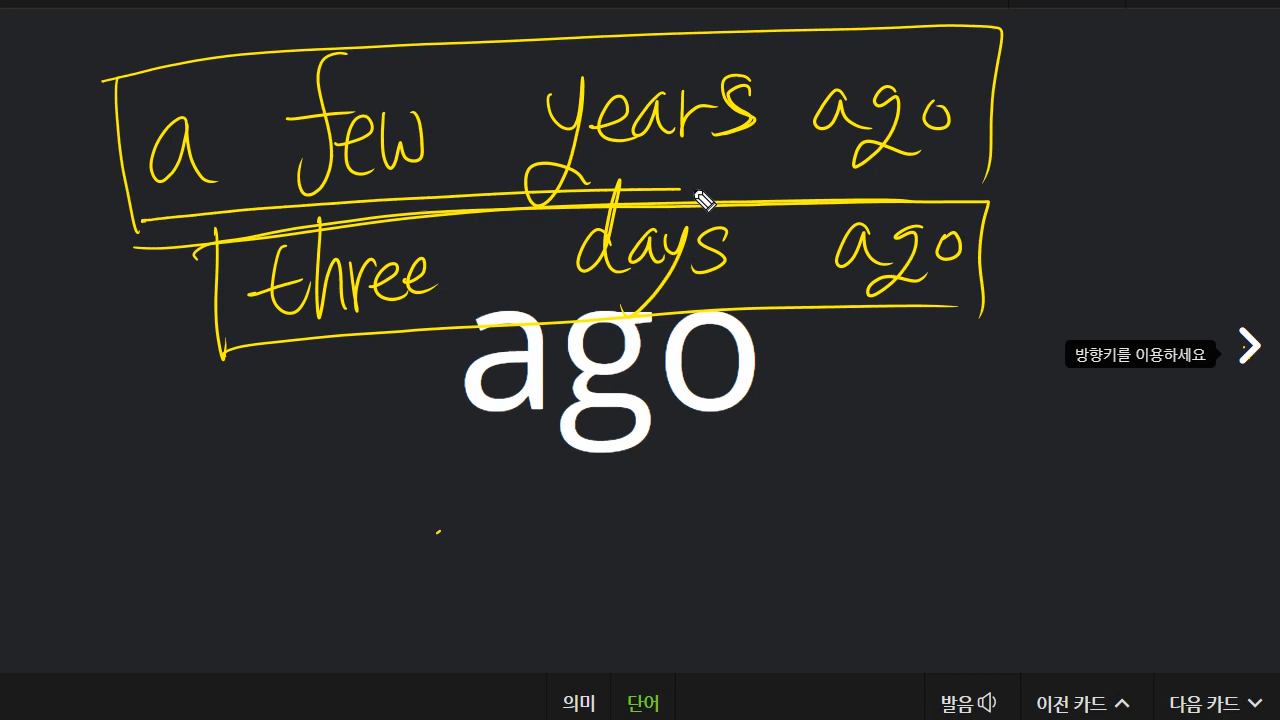 a few years ago
three days ago
ago
방향키를 이용하세요
의미 단어 발음 이전 카드 다음 카드